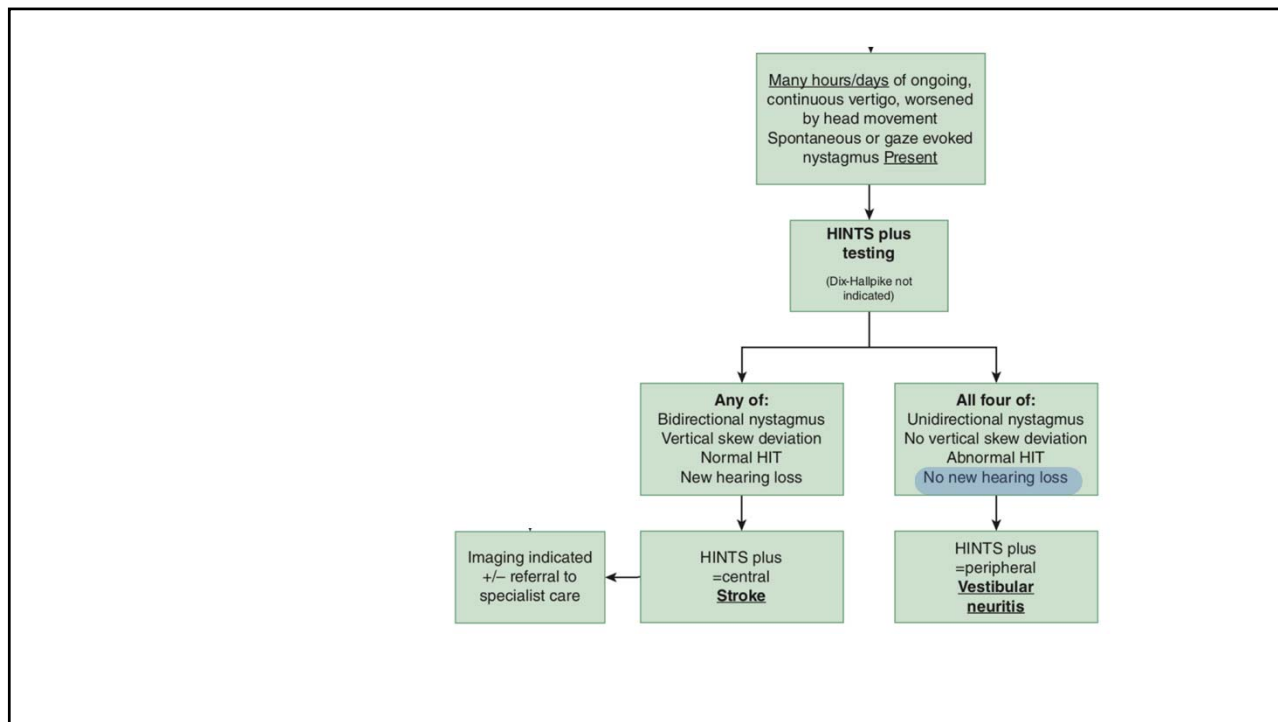 Many hours/days of ongoing,
continuous vertigo, worsened
by head movement
Spontaneous or gaze evoked
nystagmus Present
HINTS plus
testing
(Dix-Hallpike not
indicated)
Any of:
Bidirectional nystagmus
Vertical skew deviation
Normal HIT
New hearing loss
All four of:
Unidirectional nystagmus
No vertical skew deviation
Abnormal HIT
No new hearing loss
Imaging indicated
+/– referral to
specialist care
HINTS plus
=central
Stroke
HINTS plus
=peripheral
Vestibular
neuritis